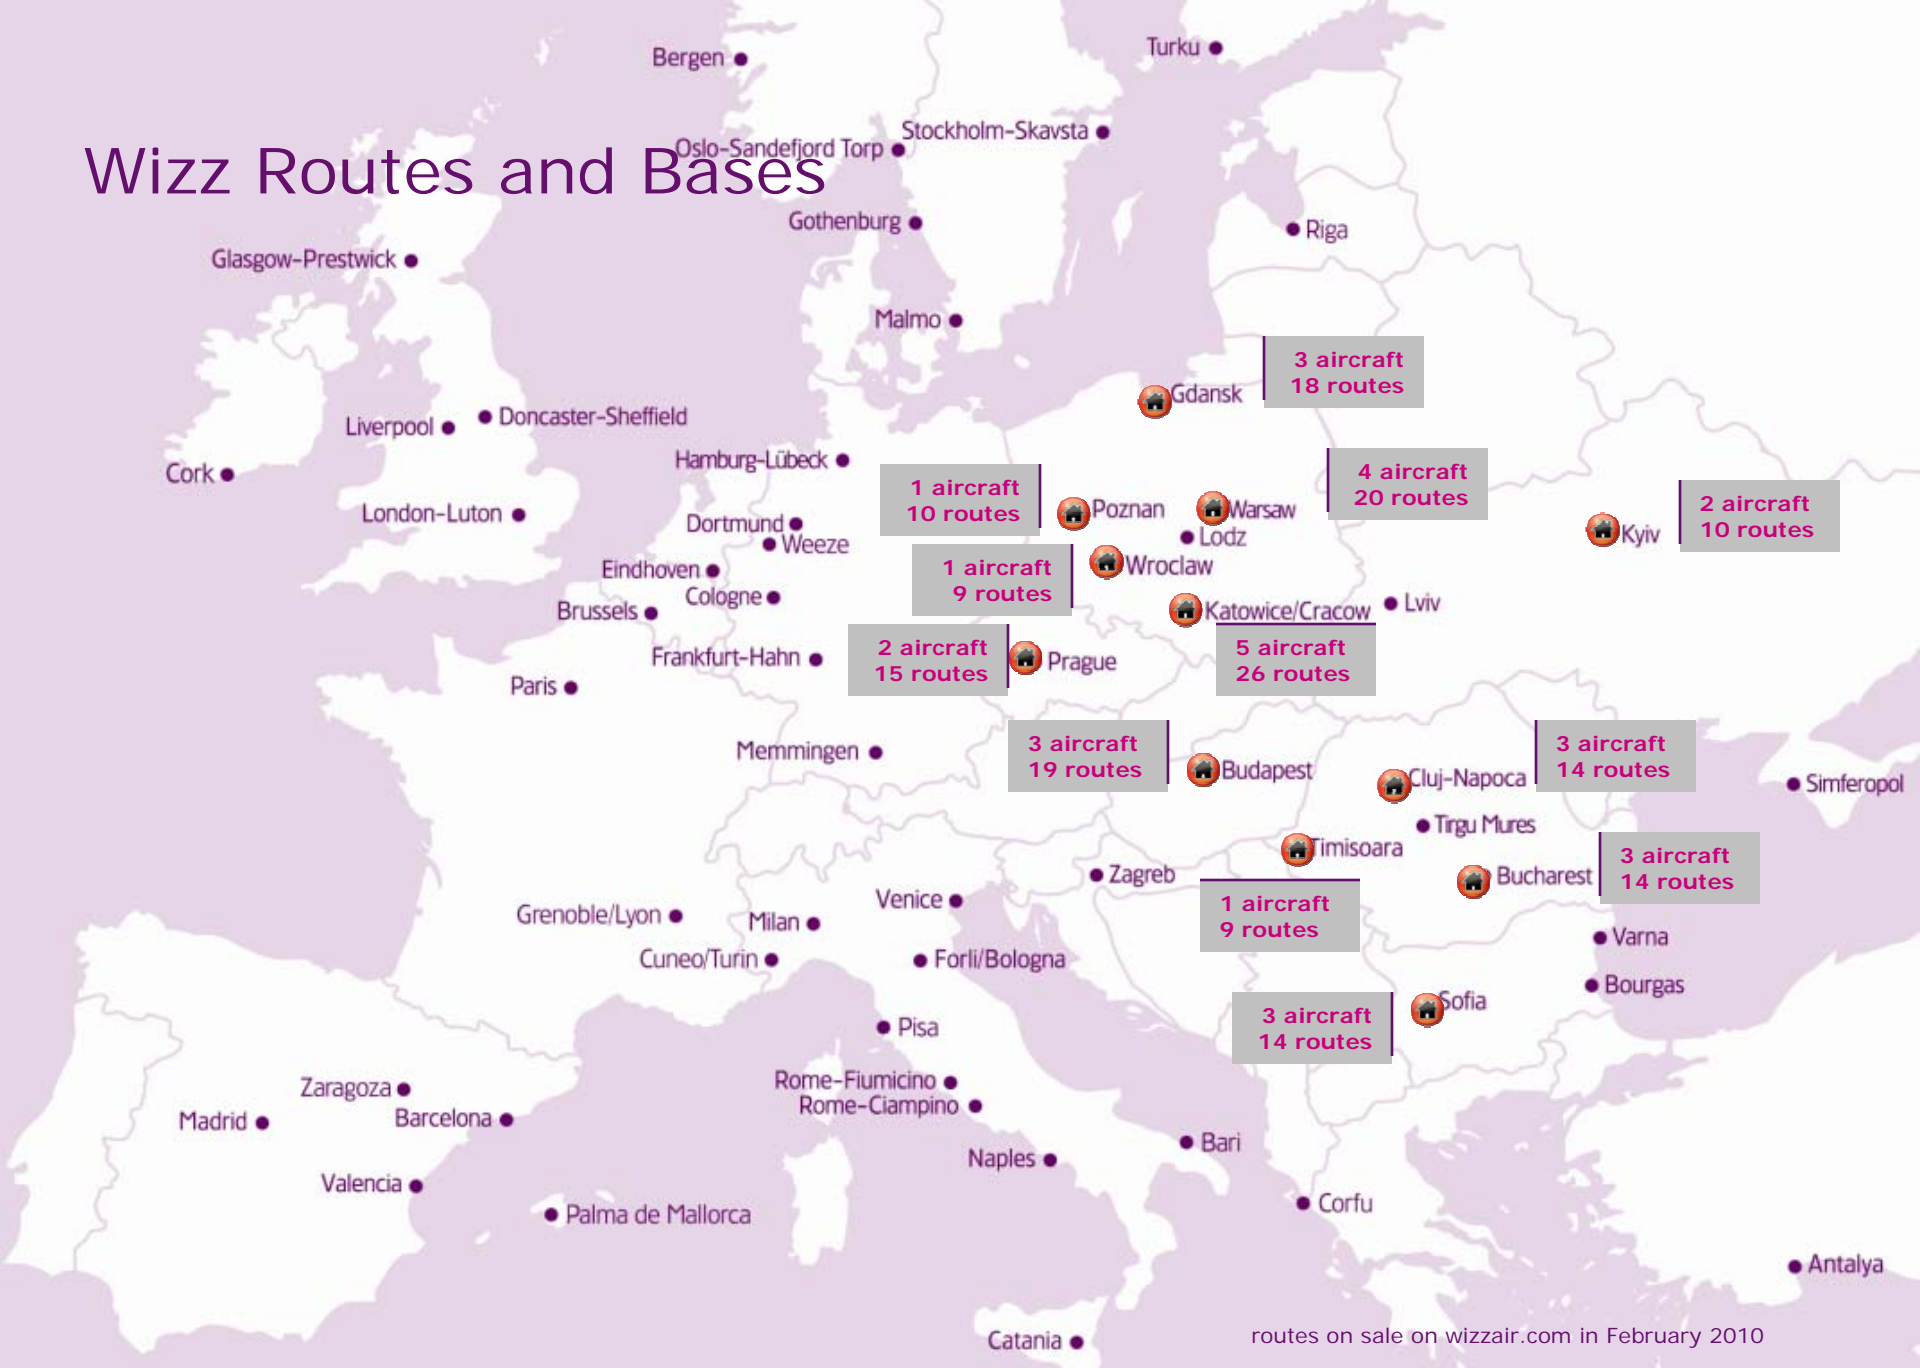 Bergen
Turku
Stockholm-Skavsta
Oslo-Sandefjord Torp
Wizz Routes and Bases
Gothenburg
Riga
Glasgow-Prestwick
Malmo
3 aircraft
18 routes
Gdansk
Doncaster-Sheffield
Liverpool
Hamburg-Lübeck
Cork
4 aircraft
20 routes
1 aircraft
10 routes
Poznan
Warsaw
2 aircraft
10 routes
Kyiv
London-Luton
Dortmund
Lodz
Weeze
1 aircraft
9 routes
Wroclaw
Eindhoven
Cologne
Brussels
Katowice/Cracow
Lviv
5 aircraft
26 routes
2 aircraft
15 routes
Prague
Frankfurt-Hahn
Paris
Memmingen
3 aircraft
19 routes
Budapest
3 aircraft
14 routes
Cluj-Napoca
Simferopol
Tirgu Mures
Timisoara
3 aircraft
14 routes
Bucharest
Zagreb
1 aircraft
9 routes
Venice
Grenoble/Lyon
Milan
Varna
Cuneo/Turin
Forli/Bologna
Bourgas
Sofia
3 aircraft
14 routes
Pisa
Rome-Fiumicino
Zaragoza
Rome-Ciampino
Madrid
Barcelona
Bari
Naples
Valencia
Corfu
Palma de Mallorca
Antalya
Catania
routes on sale on wizzair.com in February 2010